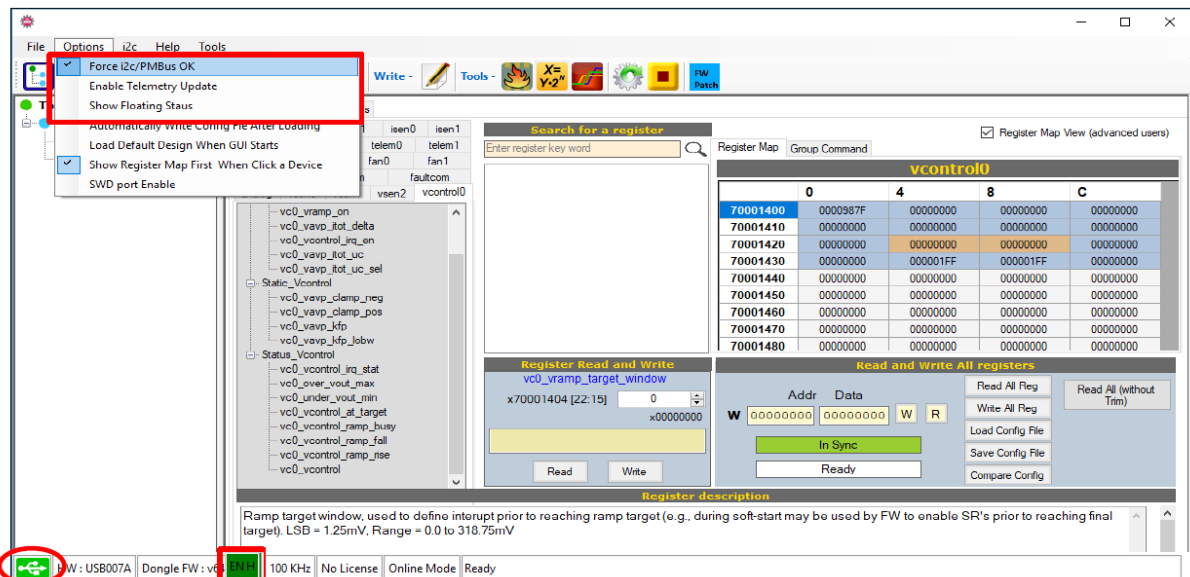 File Options i2c Help Tools
Force i2c/PMBus OK
Enable Telemetry Update
Show Floating Staus
Automatically Write Config File After Loading
Load Default Design When GUI Starts
Show Register Map First When Click a Device
SWD port Enable
Write -
Tools -
X=
Y·2ⁿ
FW
Patch
isen0 isen1
telem0 telem1
fan0 fan1
faultcom
vsen2 vcontrol0
vc0_vramp_on
vc0_vavp_itot_delta
vc0_vcontrol_irq_en
vc0_vavp_itot_uc
vc0_vavp_itot_uc_sel
Static_Vcontrol
vc0_vavp_clamp_neg
vc0_vavp_clamp_pos
vc0_vavp_kfp
vc0_vavp_kfp_lobw
Status_Vcontrol
vc0_vcontrol_irq_stat
vc0_over_vout_max
vc0_under_vout_min
vc0_vcontrol_at_target
vc0_vcontrol_ramp_busy
vc0_vcontrol_ramp_fall
vc0_vcontrol_ramp_rise
vc0_vcontrol
Search for a register
Enter register key word
Register Map View (advanced users)
Register Map Group Command
vcontrol0
0 4 8 C
70001400 0000987F 00000000 00000000 00000000
70001410 00000000 00000000 00000000 00000000
70001420 00000000 00000000 00000000 00000000
70001430 00000000 000001FF 000001FF 00000000
70001440 00000000 00000000 00000000 00000000
70001450 00000000 00000000 00000000 00000000
70001460 00000000 00000000 00000000 00000000
70001470 00000000 00000000 00000000 00000000
70001480 00000000 00000000 00000000 00000000
Register Read and Write
vc0_vramp_target_window
x70001404 [22:15] 0
x00000000
Read Write
Read and Write All registers
Addr Data
W 00000000 00000000 W R
In Sync
Ready
Read All Reg
Write All Reg
Load Config File
Save Config File
Compare Config
Read All (without
Trim)
Register description
Ramp target window, used to define interupt prior to reaching ramp target (e.g., during soft-start may be used by FW to enable SR's prior to reaching final
target). LSB = 1.25mV, Range = 0.0 to 318.75mV
HW : USB007A Dongle FW : EN H 100 KHz No License Online Mode Ready